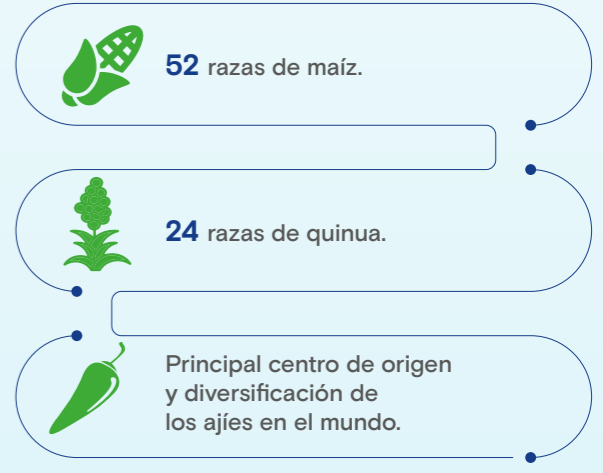 52 razas de maíz.
24 razas de quinua.
Principal centro de origen
y diversificación de
los ajíes en el mundo.